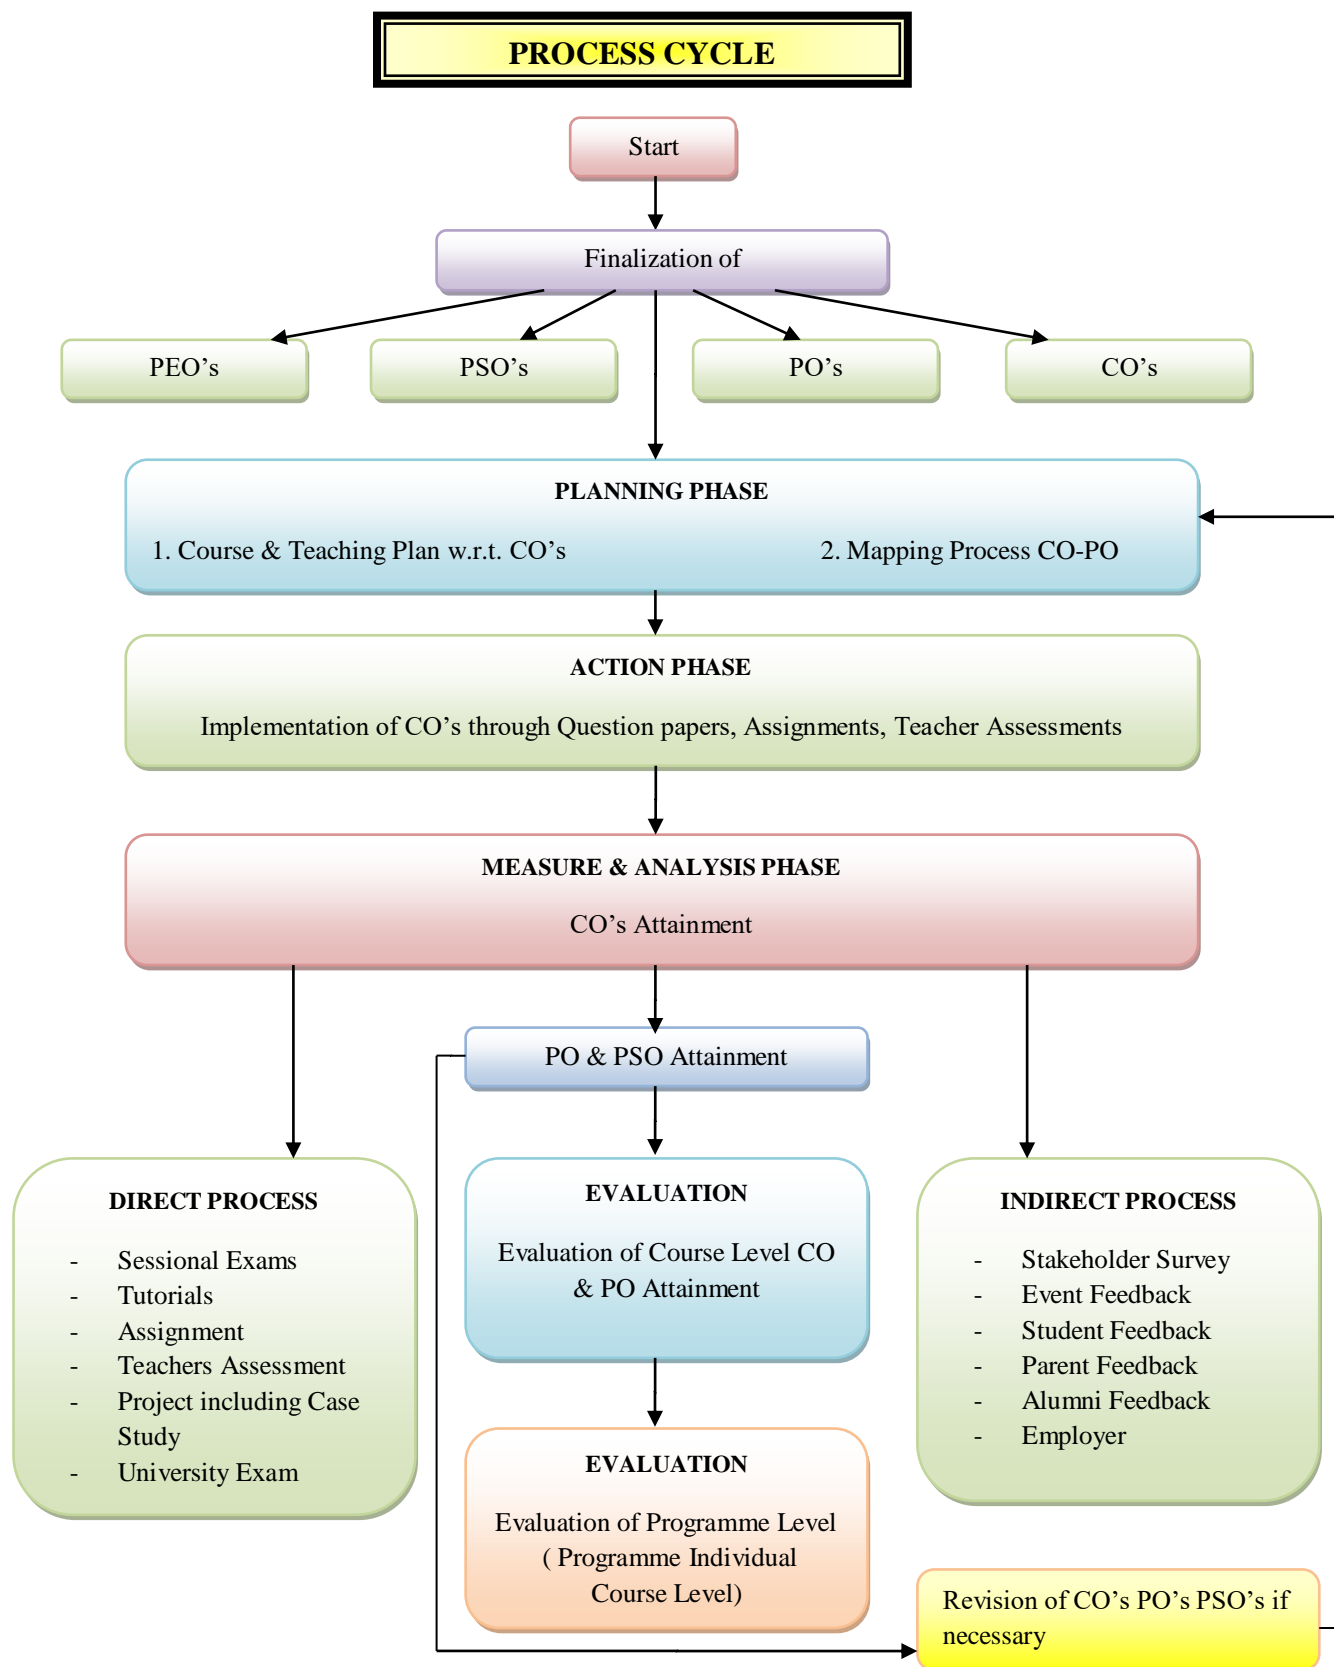 PROCESS CYCLE
Start
Finalization of
PEO’s
PSO’s
PO’s
CO’s
PLANNING PHASE
1. Course & Teaching Plan w.r.t. CO’s
2. Mapping Process CO-PO
ACTION PHASE
Implementation of CO’s through Question papers, Assignments, Teacher Assessments
MEASURE & ANALYSIS PHASE
CO’s Attainment
PO & PSO Attainment
DIRECT PROCESS
- Sessional Exams
- Tutorials
- Assignment
- Teachers Assessment
- Project including Case
Study
- University Exam
EVALUATION
Evaluation of Course Level CO
& PO Attainment
INDIRECT PROCESS
- Stakeholder Survey
- Event Feedback
- Student Feedback
- Parent Feedback
- Alumni Feedback
- Employer
EVALUATION
Evaluation of Programme Level
( Programme Individual
Course Level)
Revision of CO’s PO’s PSO’s if
necessary